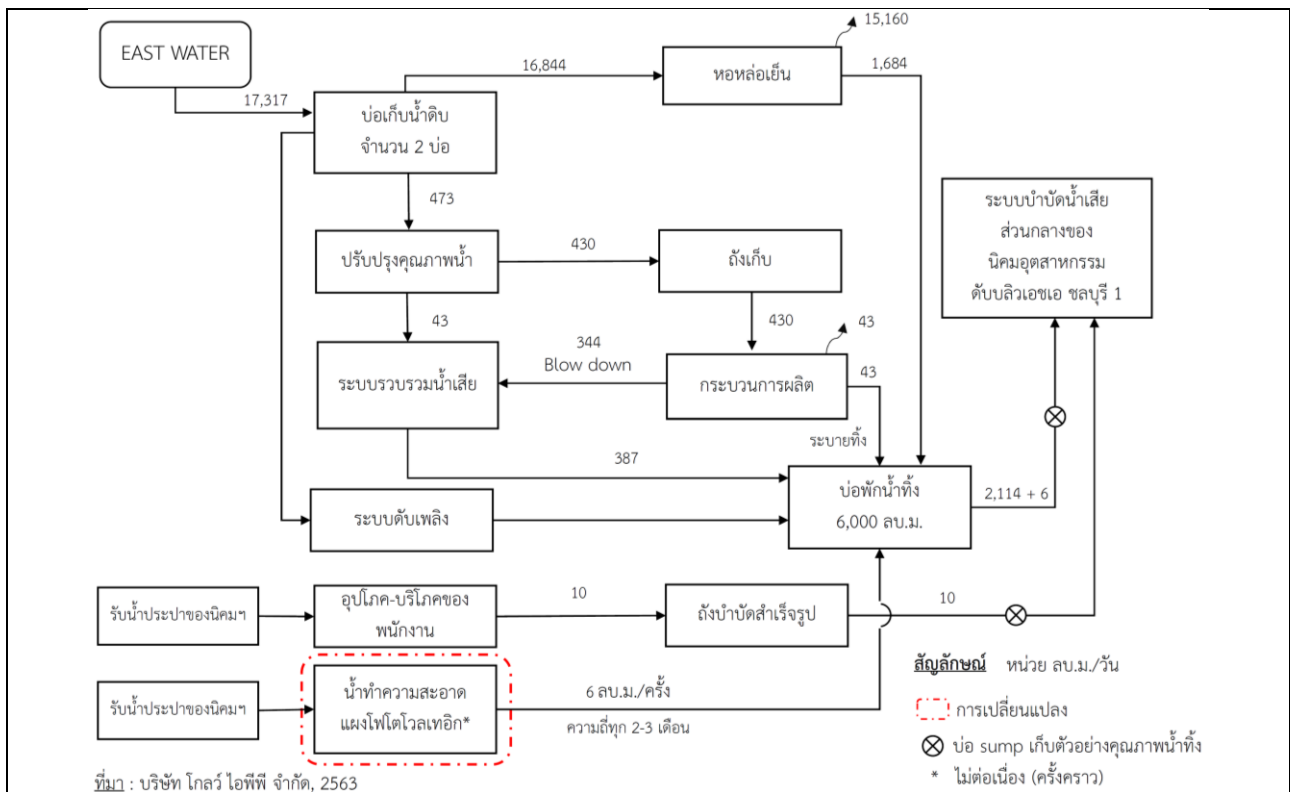 EAST WATER
15,160
16,844
หอหล่อเย็น
1,684
17,317
บ่อเก็บน้ำดิบ
จำนวน 2 บ่อ
473
ระบบบำบัดน้ำเสีย
ส่วนกลางของ
นิคมอุตสาหกรรม
ดับบลิวเอชเอ ชลบุรี 1
ปรับปรุงคุณภาพน้ำ
430
ถังเก็บ
43
430
43
344
Blow down
ระบบรวบรวมน้ำเสีย
กระบวนการผลิต
43
ระบายทิ้ง
387
บ่อพักน้ำทิ้ง
6,000 ลบ.ม.
2,114 + 6
ระบบดับเพลิง
รับน้ำประปาของนิคมฯ
อุปโภค-บริโภคของ
พนักงาน
10
ถังบำบัดสำเร็จรูป
10
รับน้ำประปาของนิคมฯ
น้ำทำความสะอาด
แผงโฟโตโวลเทอิก*
6 ลบ.ม./ครั้ง
ความถี่ทุก 2-3 เดือน
สัญลักษณ์ หน่วย ลบ.ม./วัน
การเปลี่ยนแปลง
บ่อ sump เก็บตัวอย่างคุณภาพน้ำทิ้ง
* ไม่ต่อเนื่อง (ครั้งคราว)
ที่มา : บริษัท โกลว์ ไอพีพี จำกัด, 2563